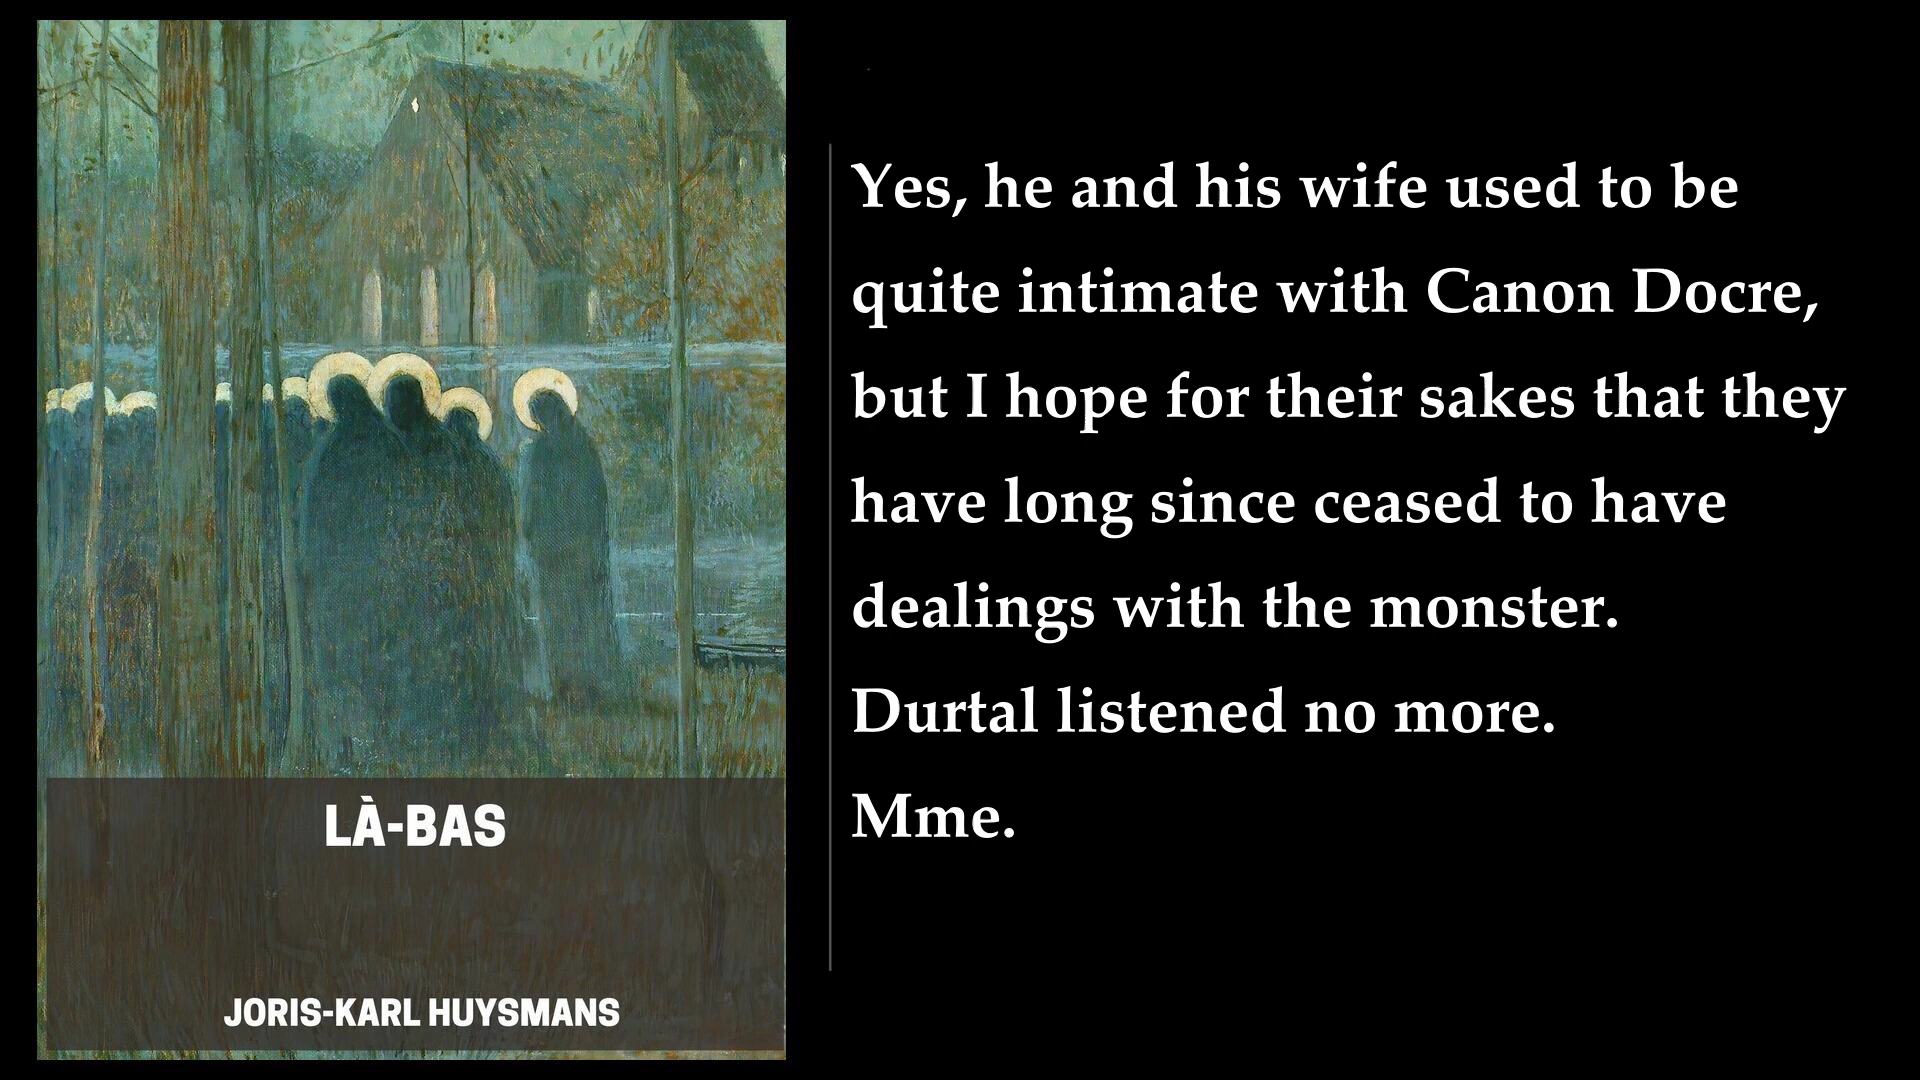 LÀ-BAS
JORIS-KARL HUYSMANS
Yes, he and his wife used to be
quite intimate with Canon Docre,
but I hope for their sakes that they
have long since ceased to have
dealings with the monster.
Durtal listened no more.
Mme.